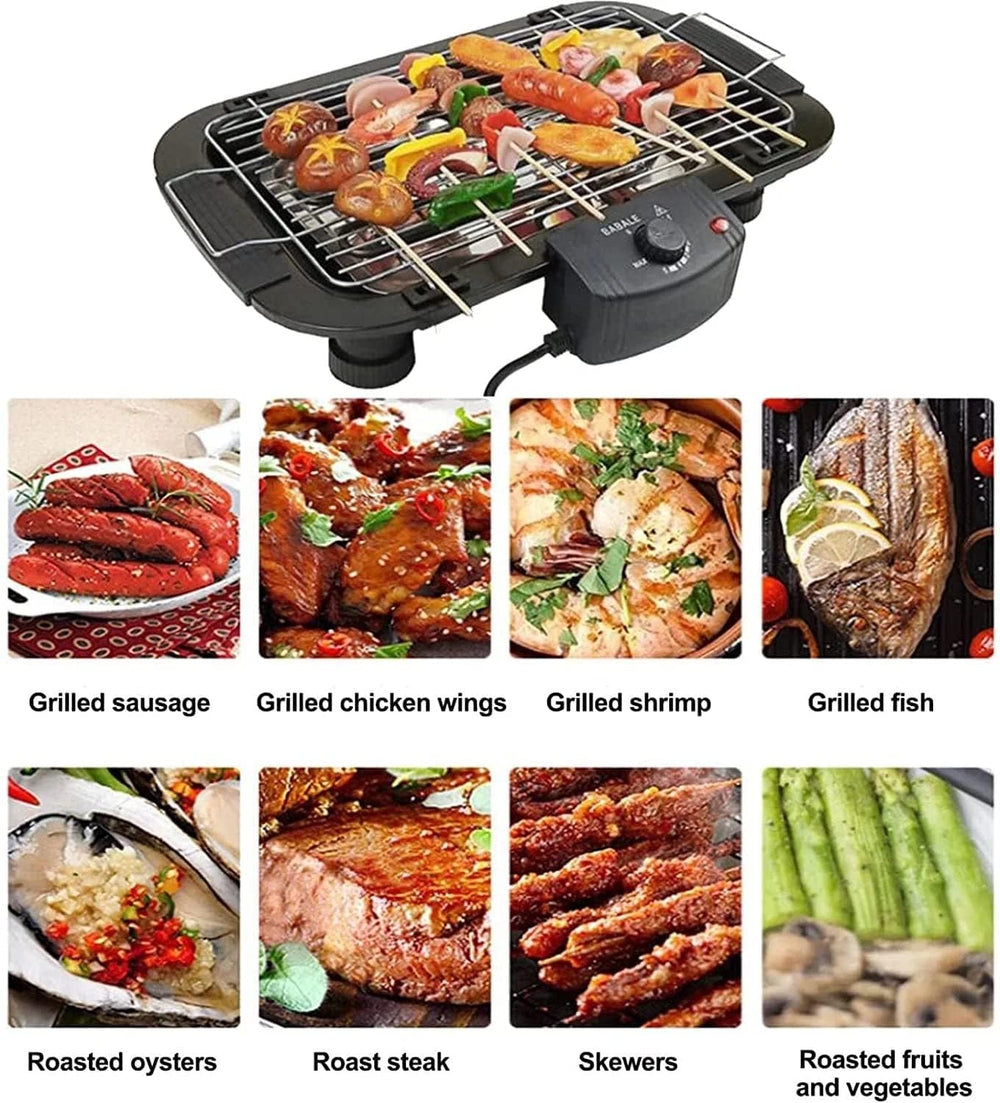 BABALE
Grilled sausage
Grilled chicken wings
Grilled shrimp
Grilled fish
Roasted oysters
Roast steak
Skewers
Roasted fruits
and vegetables